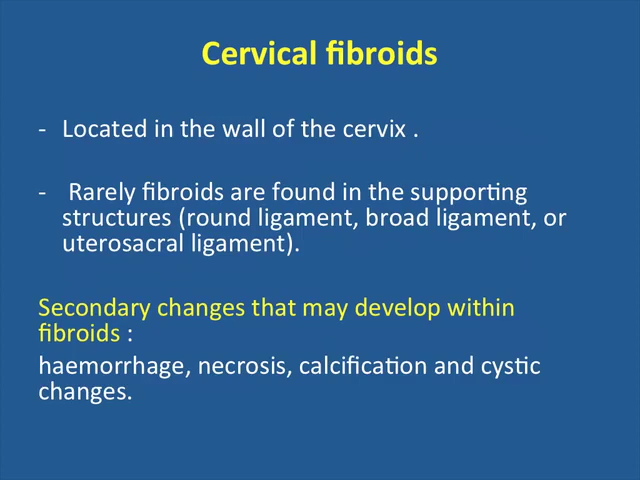 Cervical fibroids
- Located in the wall of the cervix .
- Rarely fibroids are found in the supporting
structures (round ligament, broad ligament, or
uterosacral ligament).
Secondary changes that may develop within
fibroids :
haemorrhage, necrosis, calcification and cystic
changes.